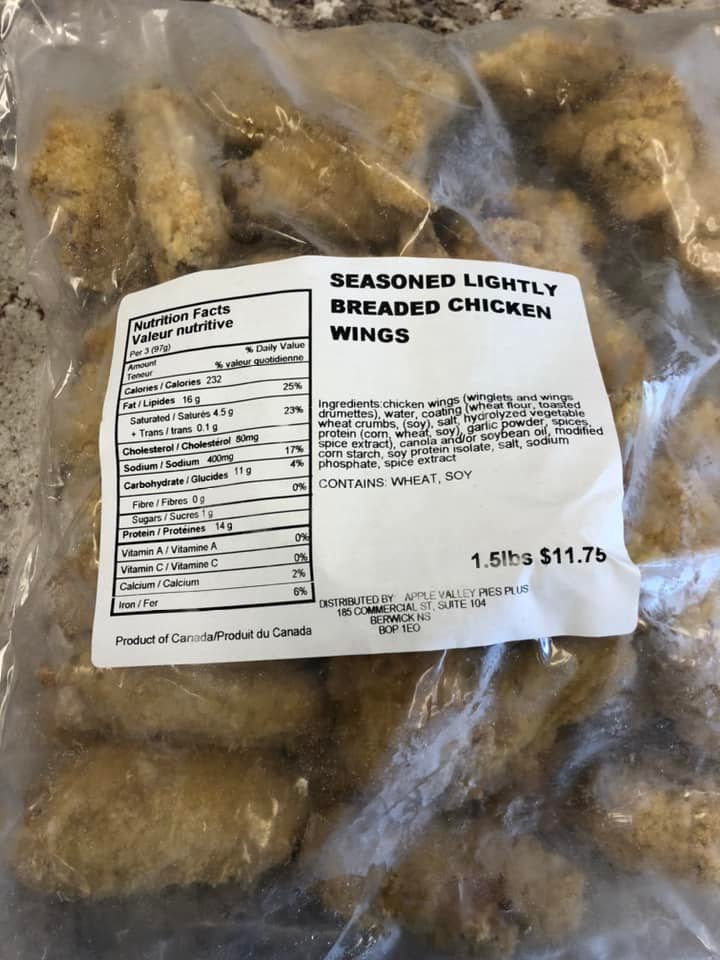 Nutrition Facts
Valeur nutritive
Per 3 (97g)
Amount % Daily Value
Teneur % valeur quotidienne
Calories / Calories 232
Fat / Lipides 16 g 25%
Saturated / Saturés 4.5 g 23%
+ Trans / trans 0.1 g
Cholesterol / Cholestérol 80mg
Sodium / Sodium 400mg 17%
Carbohydrate / Glucides 11 g 4%
Fibre / Fibres 0 g 0%
Sugars / Sucres 1 g
Protein / Protéines 14 g
Vitamin A / Vitamine A 0%
Vitamin C / Vitamine C 0%
Calcium / Calcium 2%
Iron / Fer 6%
Product of Canada/Produit du Canada
SEASONED LIGHTLY
BREADED CHICKEN
WINGS
Ingredients:chicken wings (winglets and wings
drumettes), water, coating (wheat flour, toasted
wheat crumbs, (soy), salt, hydrolyzed vegetable
protein (corn, wheat, soy), garlic powder, spices,
spice extract), canola and/or soybean oil, modified
corn starch, soy protein isolate, salt, sodium
phosphate, spice extract
CONTAINS: WHEAT, SOY
1.5lbs $11.75
DISTRIBUTED BY APPLE VALLEY PIES PLUS
185 COMMERCIAL ST, SUITE 104
BERWICK NS
BOP 1EO